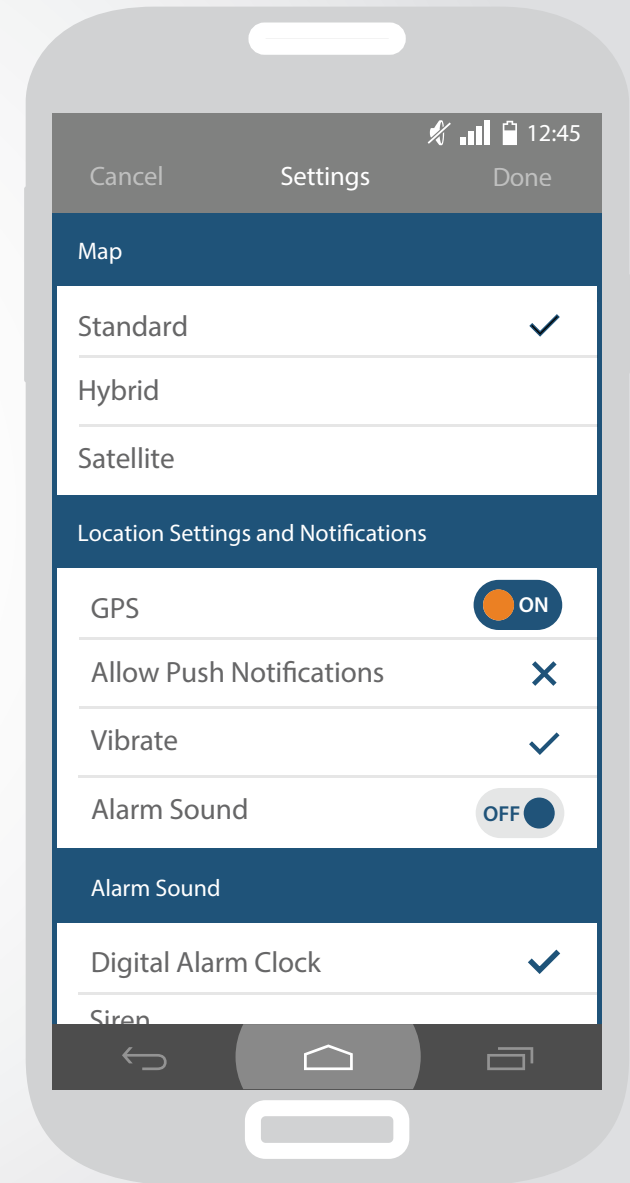 12:45
Cancel Settings Done
Map
Standard
Hybrid
Satellite
Location Settings and Notifications
GPS ON
Allow Push Notifications
Vibrate
Alarm Sound OFF
Alarm Sound
Digital Alarm Clock
Siren